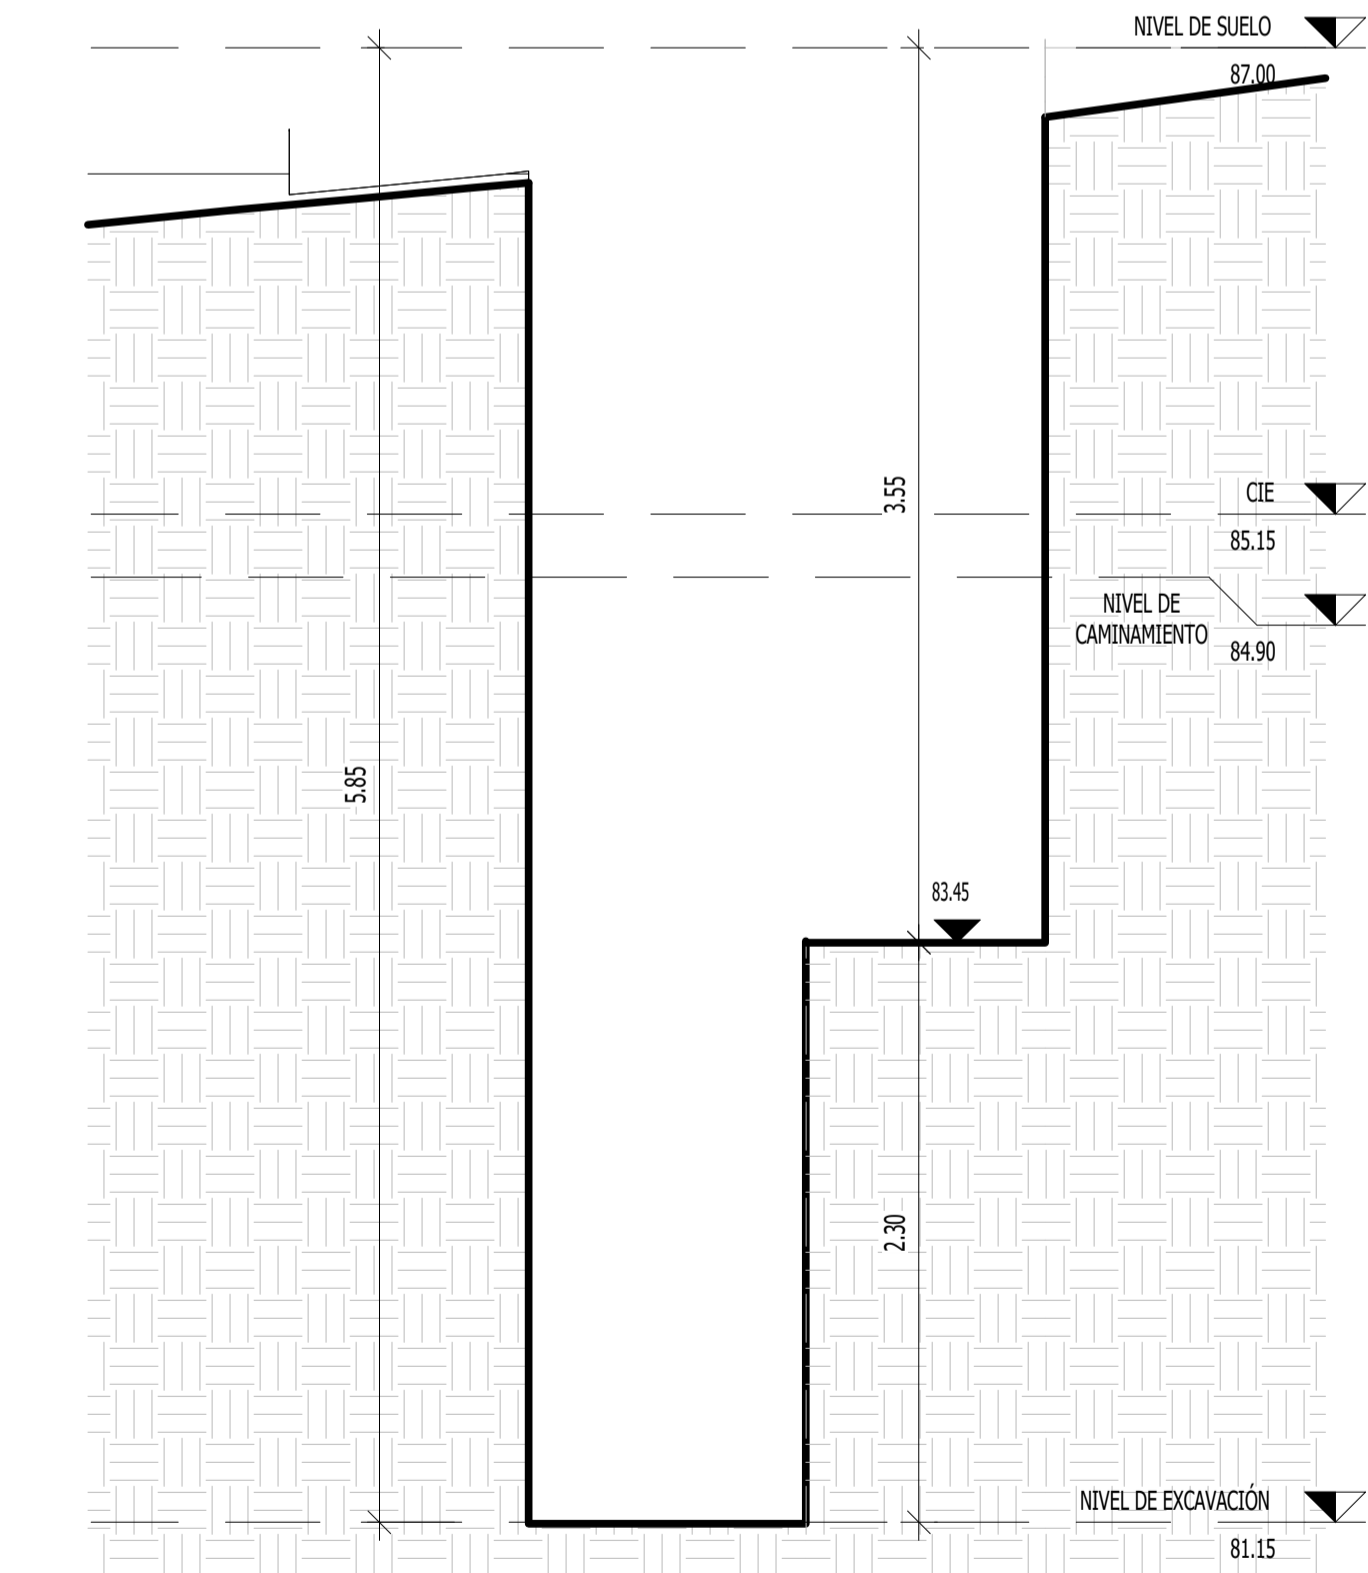 NIVEL DE SUELO
87.00
3.55
CIE
85.15
NIVEL DE
CAMINAMIENTO
84.90
5.85
83.45
2.30
NIVEL DE EXCAVACIÓN
81.15